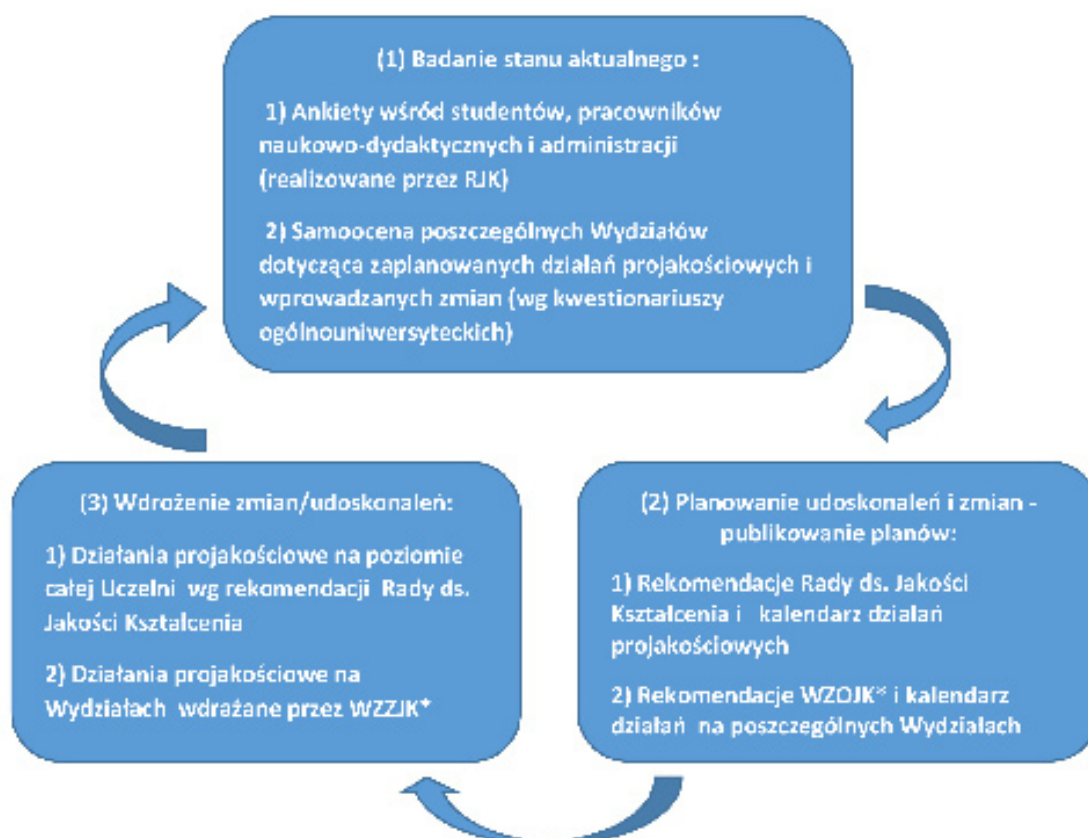 (1) Badanie stanu aktualnego :
1) Ankiety wśród studentów, pracowników
naukowo-dydaktycznych i administracji
(realizowane przez RJK)
2) Samoocena poszczególnych Wydziałów
dotycząca zaplanowanych działań projakościowych i
wprowadzanych zmian (wg kwestionariuszy
ogólnouniwersyteckich)
(2) Planowanie udoskonaleń i zmian -
publikowanie planów:
1) Rekomendacje Rady ds. Jakości
Kształcenia i kalendarz działań
projakościowych
2) Rekomendacje WZOJK* i kalendarz
działań na poszczególnych Wydziałach
(3) Wdrożenie zmian/udoskonaleń:
1) Działania projakościowe na poziomie
całej Uczelni wg rekomendacji Rady ds.
Jakości Kształcenia
2) Działania projakościowe na
Wydziałach wdrażane przez WZZJK*